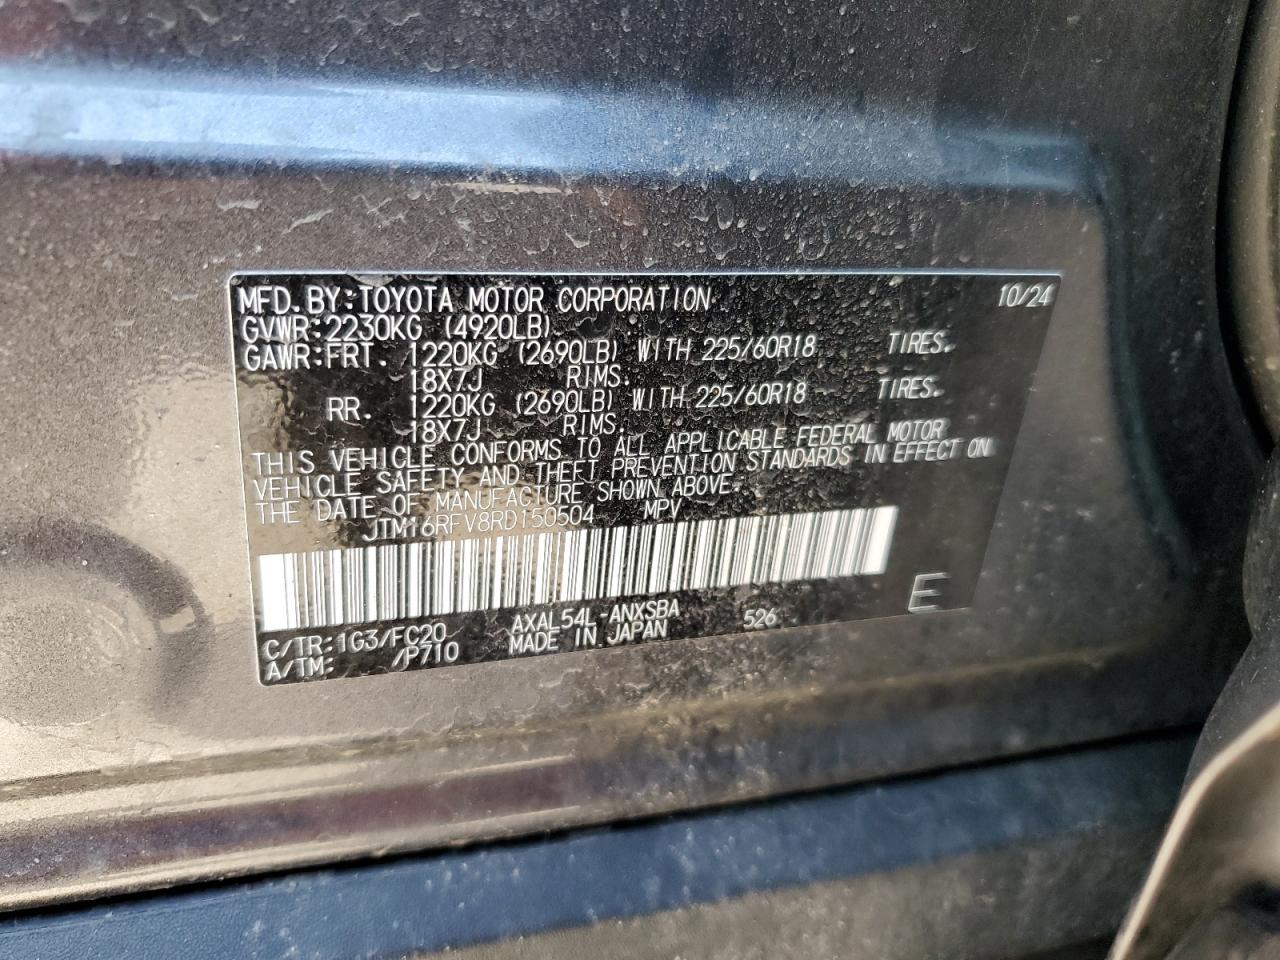 MFD. BY: TOYOTA MOTOR CORPORATION 10/24
GVWR: 2230KG (4920LB)
GAWR: FRT. 1220KG (2690LB) WITH 225/60R18 TIRES.
18X7J RIMS.
RR. 1220KG (2690LB) WITH 225/60R18 TIRES.
18X7J RIMS.
THIS VEHICLE CONFORMS TO ALL APPLICABLE FEDERAL MOTOR
VEHICLE SAFETY AND THEFT PREVENTION STANDARDS IN EFFECT ON
THE DATE OF MANUFACTURE SHOWN ABOVE.
JTM16RFV8RD150504 MPV
C/TR: 1G3/FC20 AXAL54L-ANXSBA 526 E
A/TM: /P710 MADE IN JAPAN